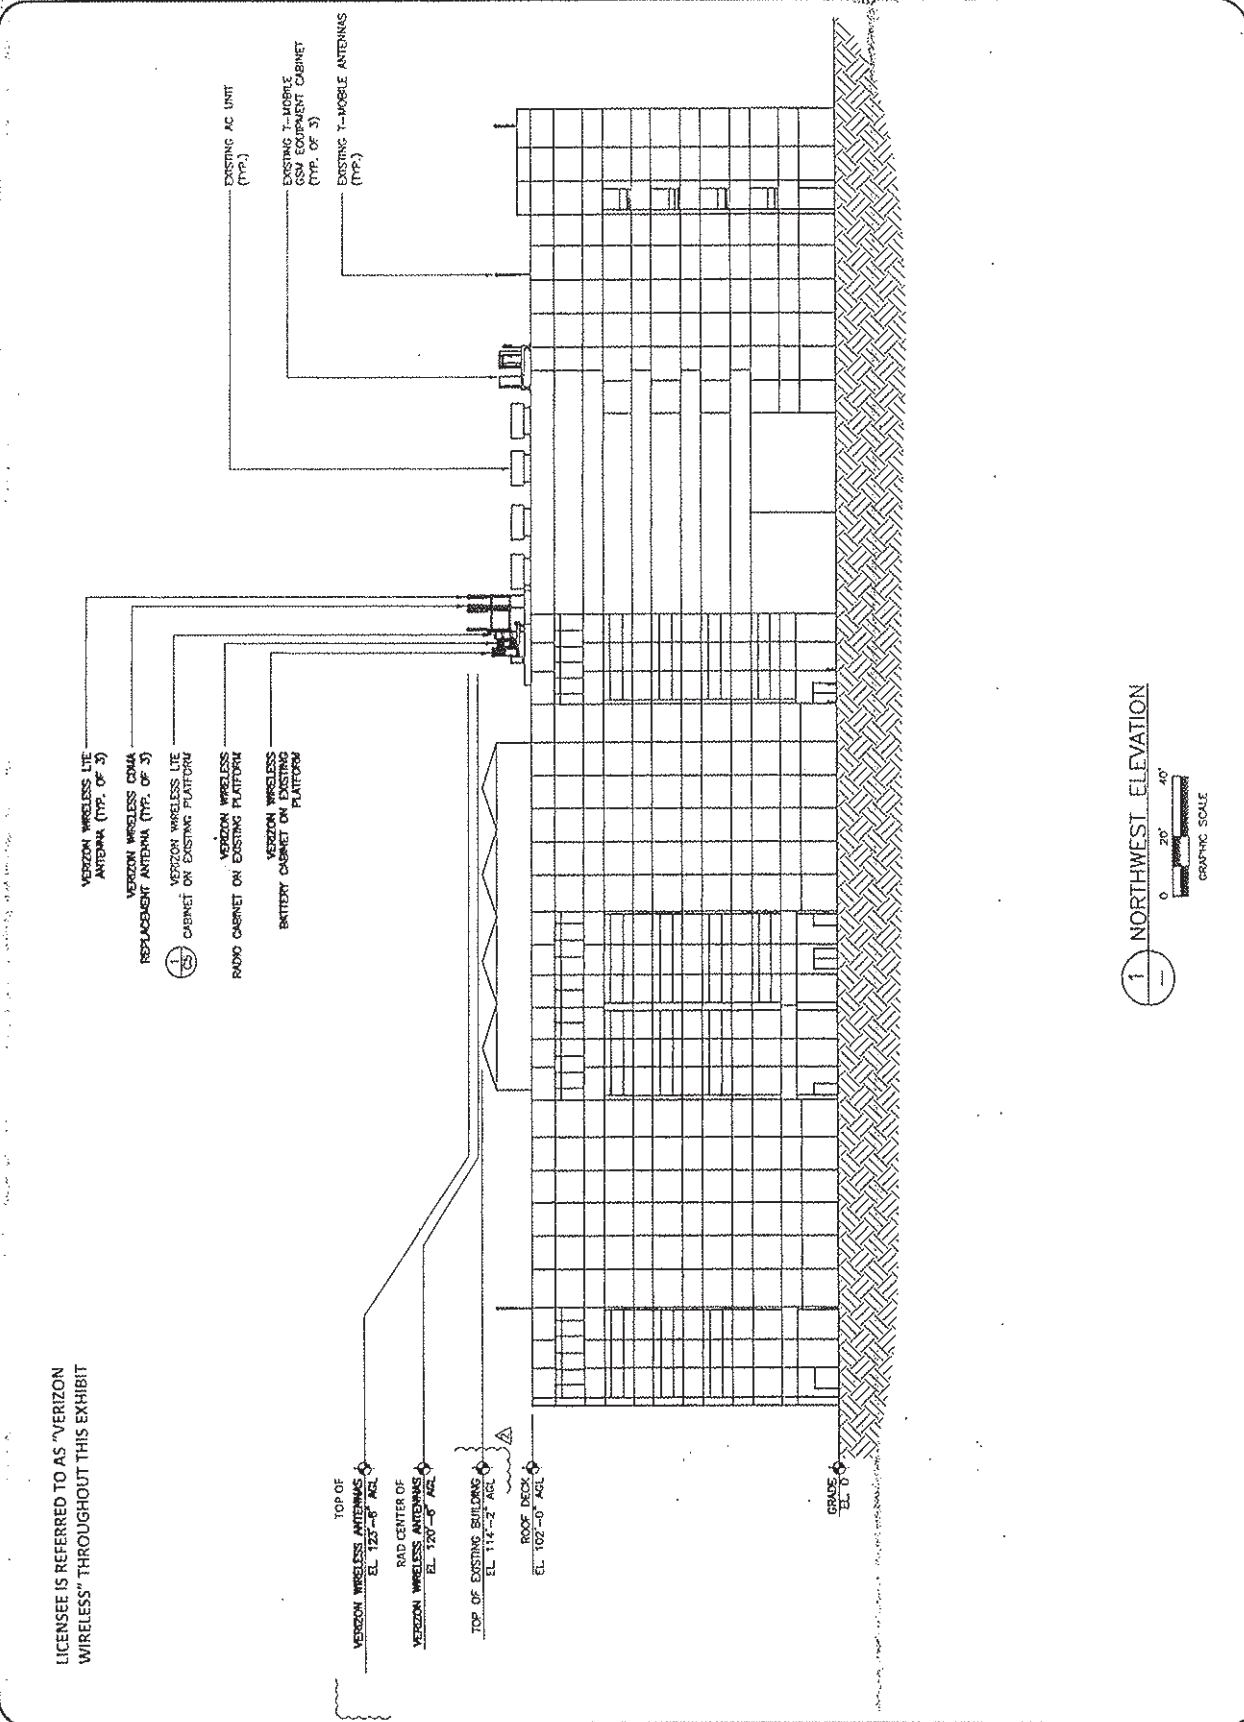 LICENSEE IS REFERRED TO AS "VERIZON
WIRELESS" THROUGHOUT THIS EXHIBIT
VERIZON WIRELESS LTE
ANTENNA (TYP. OF 3)
VERIZON WIRELESS CDMA
REPLACEMENT ANTENNA (TYP. OF 3)
1
C5
VERIZON WIRELESS LTE
CABINET ON EXISTING PLATFORM
VERIZON WIRELESS
RADIO CABINET ON EXISTING PLATFORM
VERIZON WIRELESS
BATTERY CABINET ON EXISTING
PLATFORM
EXISTING AC UNIT
(TYP.)
EXISTING T-MOBILE
GSM EQUIPMENT CABINET
(TYP. OF 3)
EXISTING T-MOBILE ANTENNAS
(TYP.)
TOP OF
VERIZON WIRELESS ANTENNAS
EL. 123'-6" AGL
RAD CENTER OF
VERIZON WIRELESS ANTENNAS
EL. 120'-6" AGL
TOP OF EXISTING BUILDING
EL. 114'-2" AGL
2
ROOF DECK
EL. 102'-0" AGL
GRADE
EL. 0'
1
NORTHWEST ELEVATION
0 20' 40'
GRAPHIC SCALE